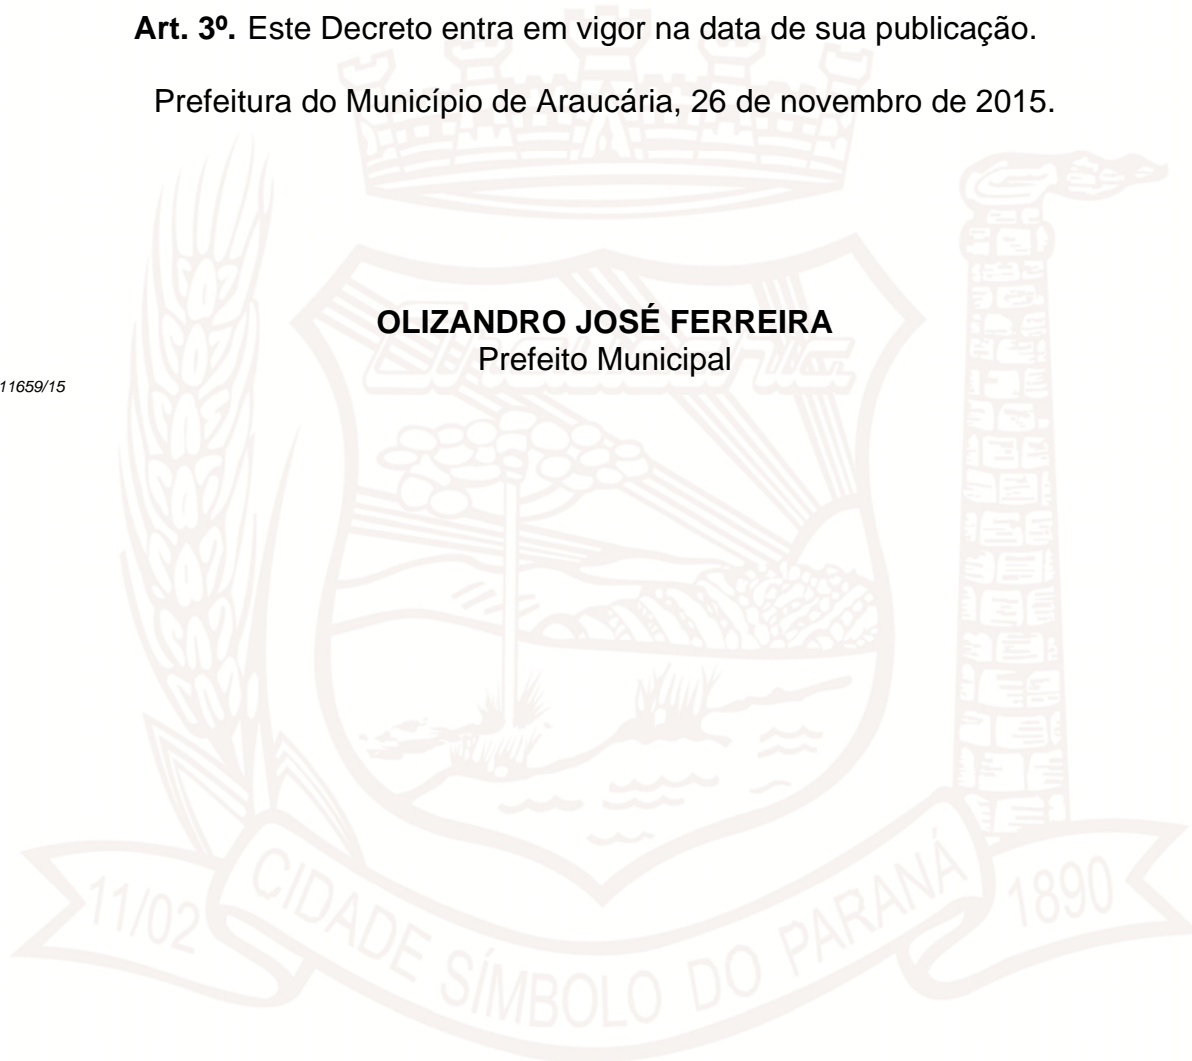 Art. 3º. Este Decreto entra em vigor na data de sua publicação.
Prefeitura do Município de Araucária, 26 de novembro de 2015.
OLIZANDRO JOSÉ FERREIRA
Prefeito Municipal
11659/15
11/02
CIDADE SÍMBOLO DO PARANÁ
1890